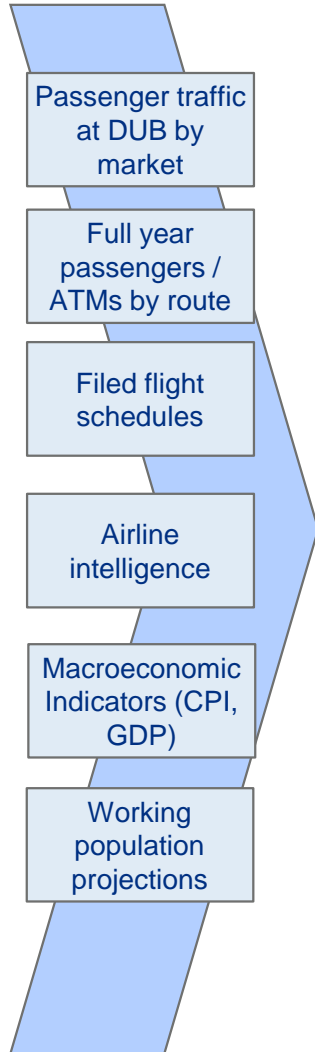 Passenger traffic
at DUB by
market
Full year
passengers /
ATMs by route
Filed flight
schedules
Airline
intelligence
Macroeconomic
Indicators (CPI,
GDP)
Working
population
projections